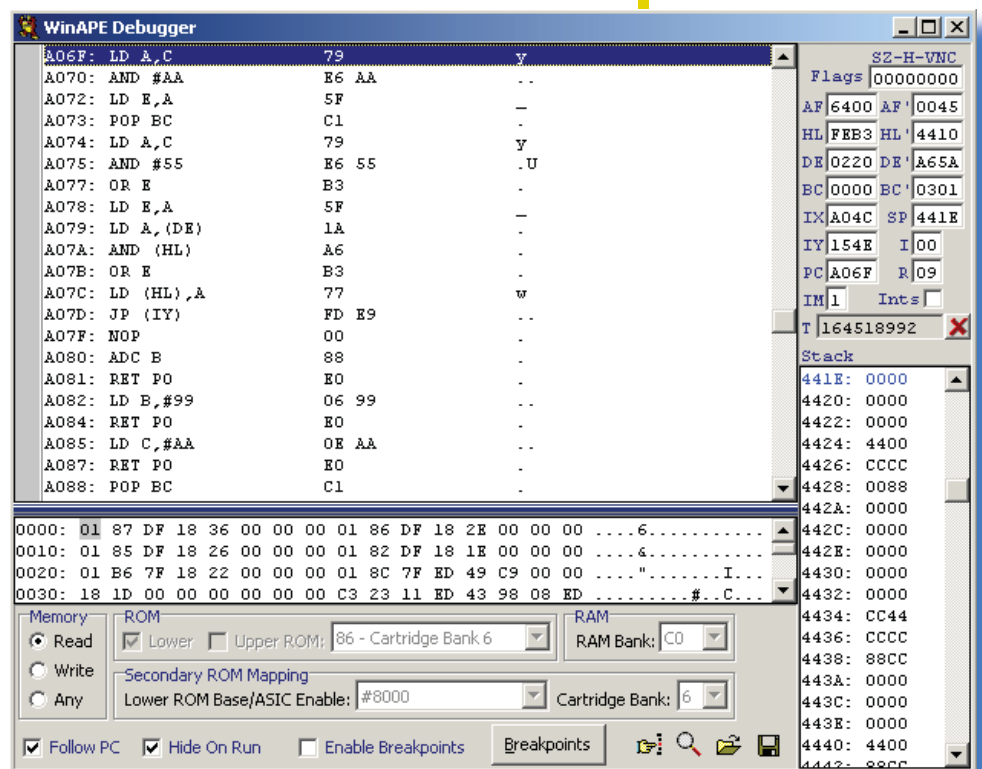 WinAPE Debugger
A06F: LD A,C 79 y
A070: AND #AA E6 AA ..
A072: LD E,A 5F _
A073: POP BC C1 .
A074: LD A,C 79 y
A075: AND #55 E6 55 .U
A077: OR E B3 .
A078: LD E,A 5F _
A079: LD A,(DE) 1A .
A07A: AND (HL) A6 .
A07B: OR E B3 .
A07C: LD (HL),A 77 w
A07D: JP (IY) FD E9 ..
A07F: NOP 00 .
A080: ADC B 88 .
A081: RET PO E0 .
A082: LD B,#99 06 99 ..
A084: RET PO E0 .
A085: LD C,#AA 0E AA ..
A087: RET PO E0 .
A088: POP BC C1 .
SZ-H-VNC
Flags 00000000
AF 6400 AF' 0045
HL FEB3 HL' 4410
DE 0220 DE' A65A
BC 0000 BC' 0301
IX A04C SP 441E
IY 154E I 00
PC A06F R 09
IM 1 Ints
T 164518992
Stack
441E: 0000
4420: 0000
4422: 0000
4424: 4400
4426: CCCC
4428: 0088
442A: 0000
442C: 0000
442E: 0000
4430: 0000
4432: 0000
4434: CC44
4436: CCCC
4438: 88CC
443A: 0000
443C: 0000
443E: 0000
4440: 4400
4442: 88CC
0000: 01 87 DF 18 36 00 00 00 01 86 DF 18 2E 00 00 00 ....6...........
0010: 01 85 DF 18 26 00 00 00 01 82 DF 18 1E 00 00 00 ....&...........
0020: 01 B6 7F 18 22 00 00 00 01 8C 7F ED 49 C9 00 00 ....".......I...
0030: 18 1D 00 00 00 00 00 00 C3 23 11 ED 43 98 08 ED .........#..C...
Memory
Read
Write
Any
ROM
Lower Upper ROM: 86 - Cartridge Bank 6
RAM
RAM Bank: C0
Secondary ROM Mapping
Lower ROM Base/ASIC Enable: #8000 Cartridge Bank: 6
Follow PC Hide On Run Enable Breakpoints Breakpoints